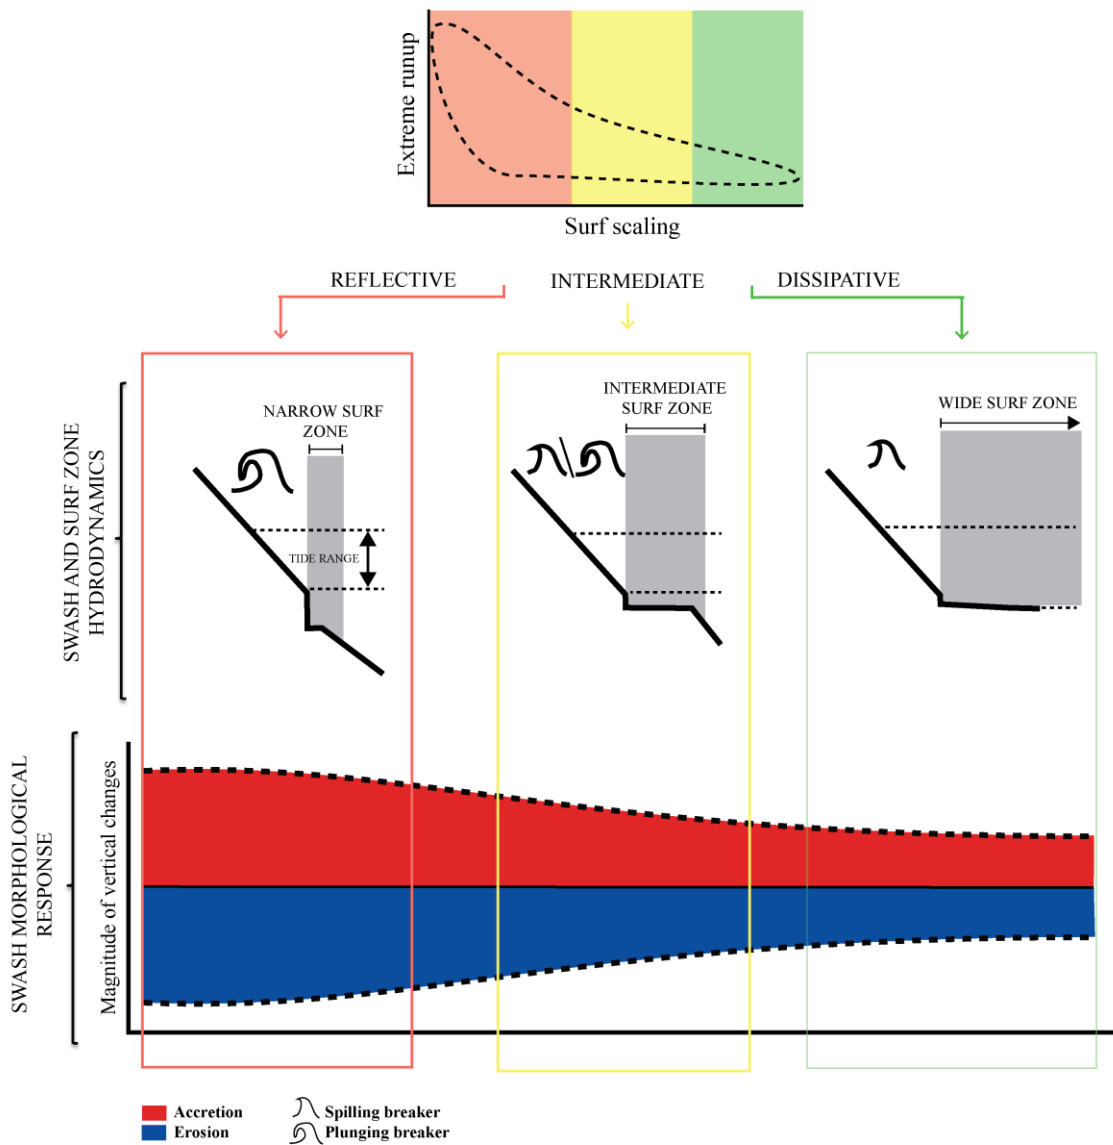 Extreme runup
Surf scaling
REFLECTIVE
INTERMEDIATE
DISSIPATIVE
SWASH AND SURF ZONE
HYDRODYNAMICS
NARROW SURF
ZONE
TIDE RANGE
INTERMEDIATE
SURF ZONE
WIDE SURF ZONE
SWASH MORPHOLOGICAL
RESPONSE
Magnitude of vertical changes
Accretion
Erosion
Spilling breaker
Plunging breaker